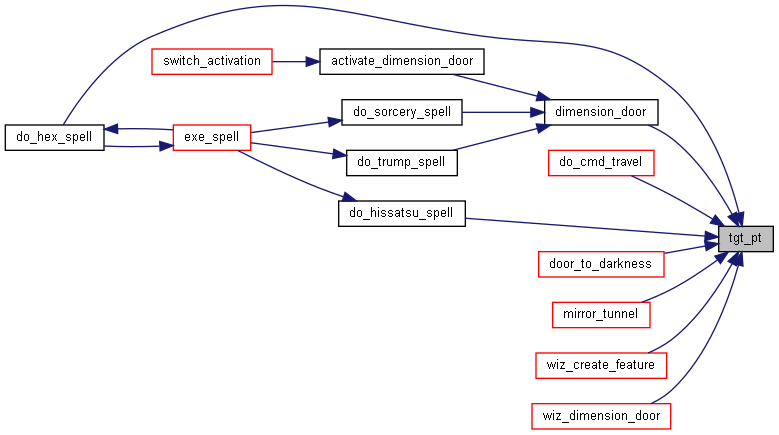 switch_activation
activate_dimension_door
do_hex_spell
exe_spell
do_sorcery_spell
dimension_door
do_trump_spell
do_cmd_travel
do_hissatsu_spell
tgt_pt
door_to_darkness
mirror_tunnel
wiz_create_feature
wiz_dimension_door